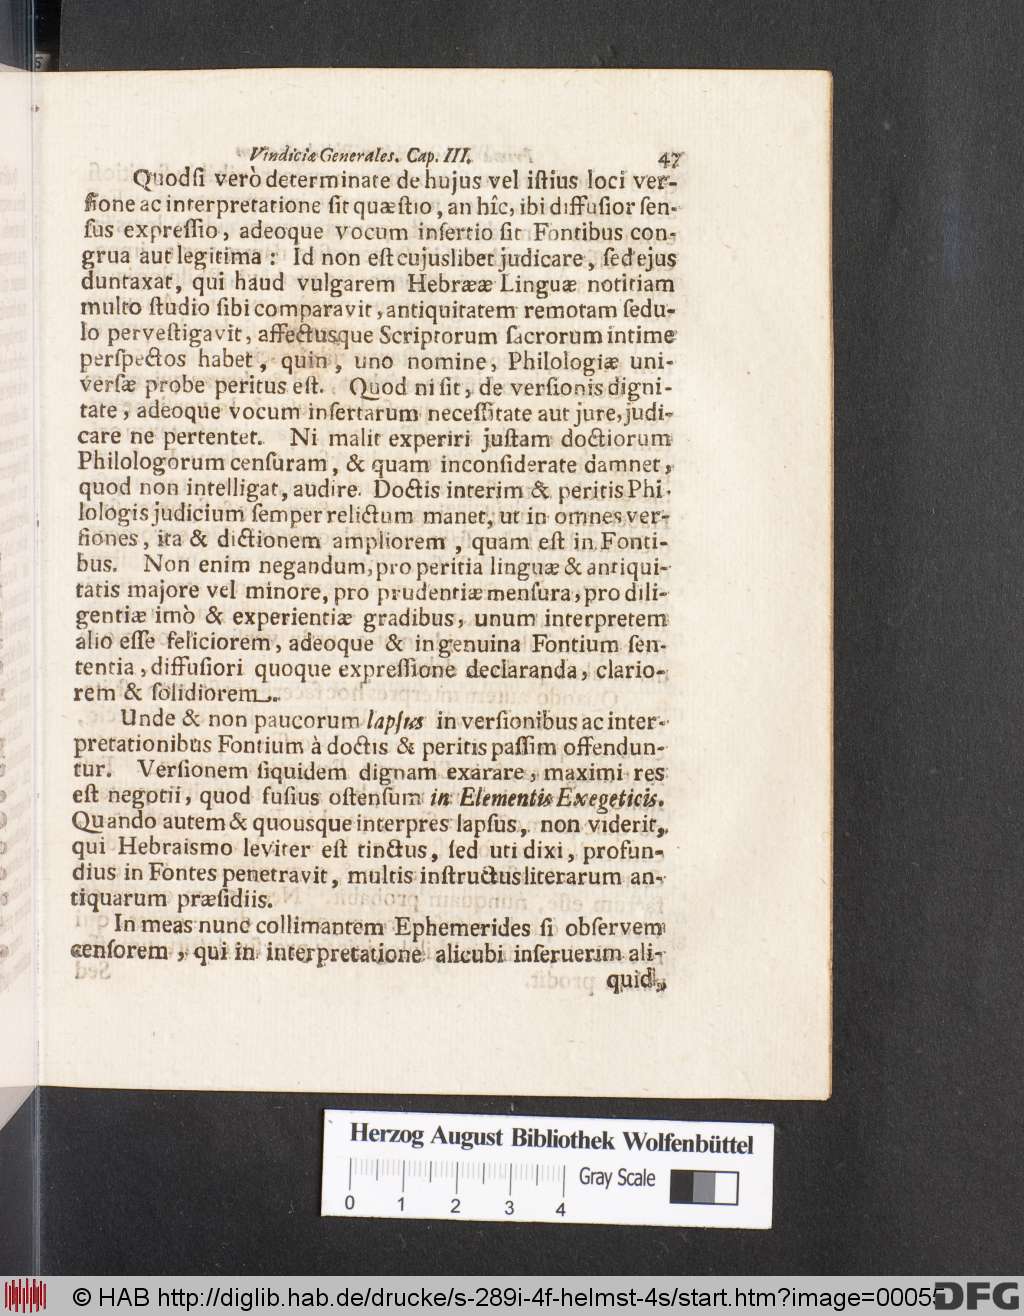 Vindiciæ Generales. Cap. III. 47
Quodſi verò determinate de hujus vel iſtius loci ver-
ſione ac interpretatione ſit quæſtio, an hîc, ibi diffuſior ſen-
ſus expreſſio, adeoque vocum inſertio ſit Fontibus con-
grua aut legitima: Id non eſt cujuslibet judicare, ſed ejus
duntaxat, qui haud vulgarem Hebrææ Linguæ notitiam
multo ſtudio ſibi comparavit, antiquitatem remotam ſedu-
lo perveſtigavit, affectusque Scriptorum ſacrorum intime
perſpectos habet, quin, uno nomine, Philologiæ uni-
verſæ probe peritus eſt. Quod ni ſit, de verſionis digni-
tate, adeoque vocum inſertarum neceſſitate aut jure, judi-
care ne pertentet. Ni malit experiri juſtam doctiorum
Philologorum cenſuram, & quam inconſiderate damnet,
quod non intelligat, audire. Doctis interim & peritis Phi-
lologis judicium ſemper relictum manet, ut in omnes ver-
ſiones, ita & dictionem ampliorem, quam eſt in Fonti-
bus. Non enim negandum, pro peritia linguæ & antiqui-
tatis majore vel minore, pro prudentiæ menſura, pro dili-
gentiæ imò & experientiæ gradibus, unum interpretem
alio eſſe feliciorem, adeoque & in genuina Fontium ſen-
tentia, diffuſiori quoque expreſſione declaranda, clario-
rem & ſolidiorem.
Unde & non paucorum lapſus in verſionibus ac inter-
pretationibus Fontium à doctis & peritis paſſim offendun-
tur. Verſionem ſiquidem dignam exarare, maximi res
eſt negotii, quod fuſius oſtenſum in Elementis Exegeticis.
Quando autem & quousque interpres lapſus, non viderit,
qui Hebraismo leviter eſt tinctus, ſed uti dixi, profun-
dius in Fontes penetravit, multis inſtructus literarum an-
tiquarum præſidiis.
In meas nunc collimantem Ephemerides ſi obſervem
cenſorem, qui in interpretatione alicubi inſeruerim ali-
quid,
Herzog August Bibliothek Wolfenbüttel
0 1 2 3 4 Gray Scale
© HAB http://diglib.hab.de/drucke/s-289i-4f-helmst-4s/start.htm?image=00055
DFG